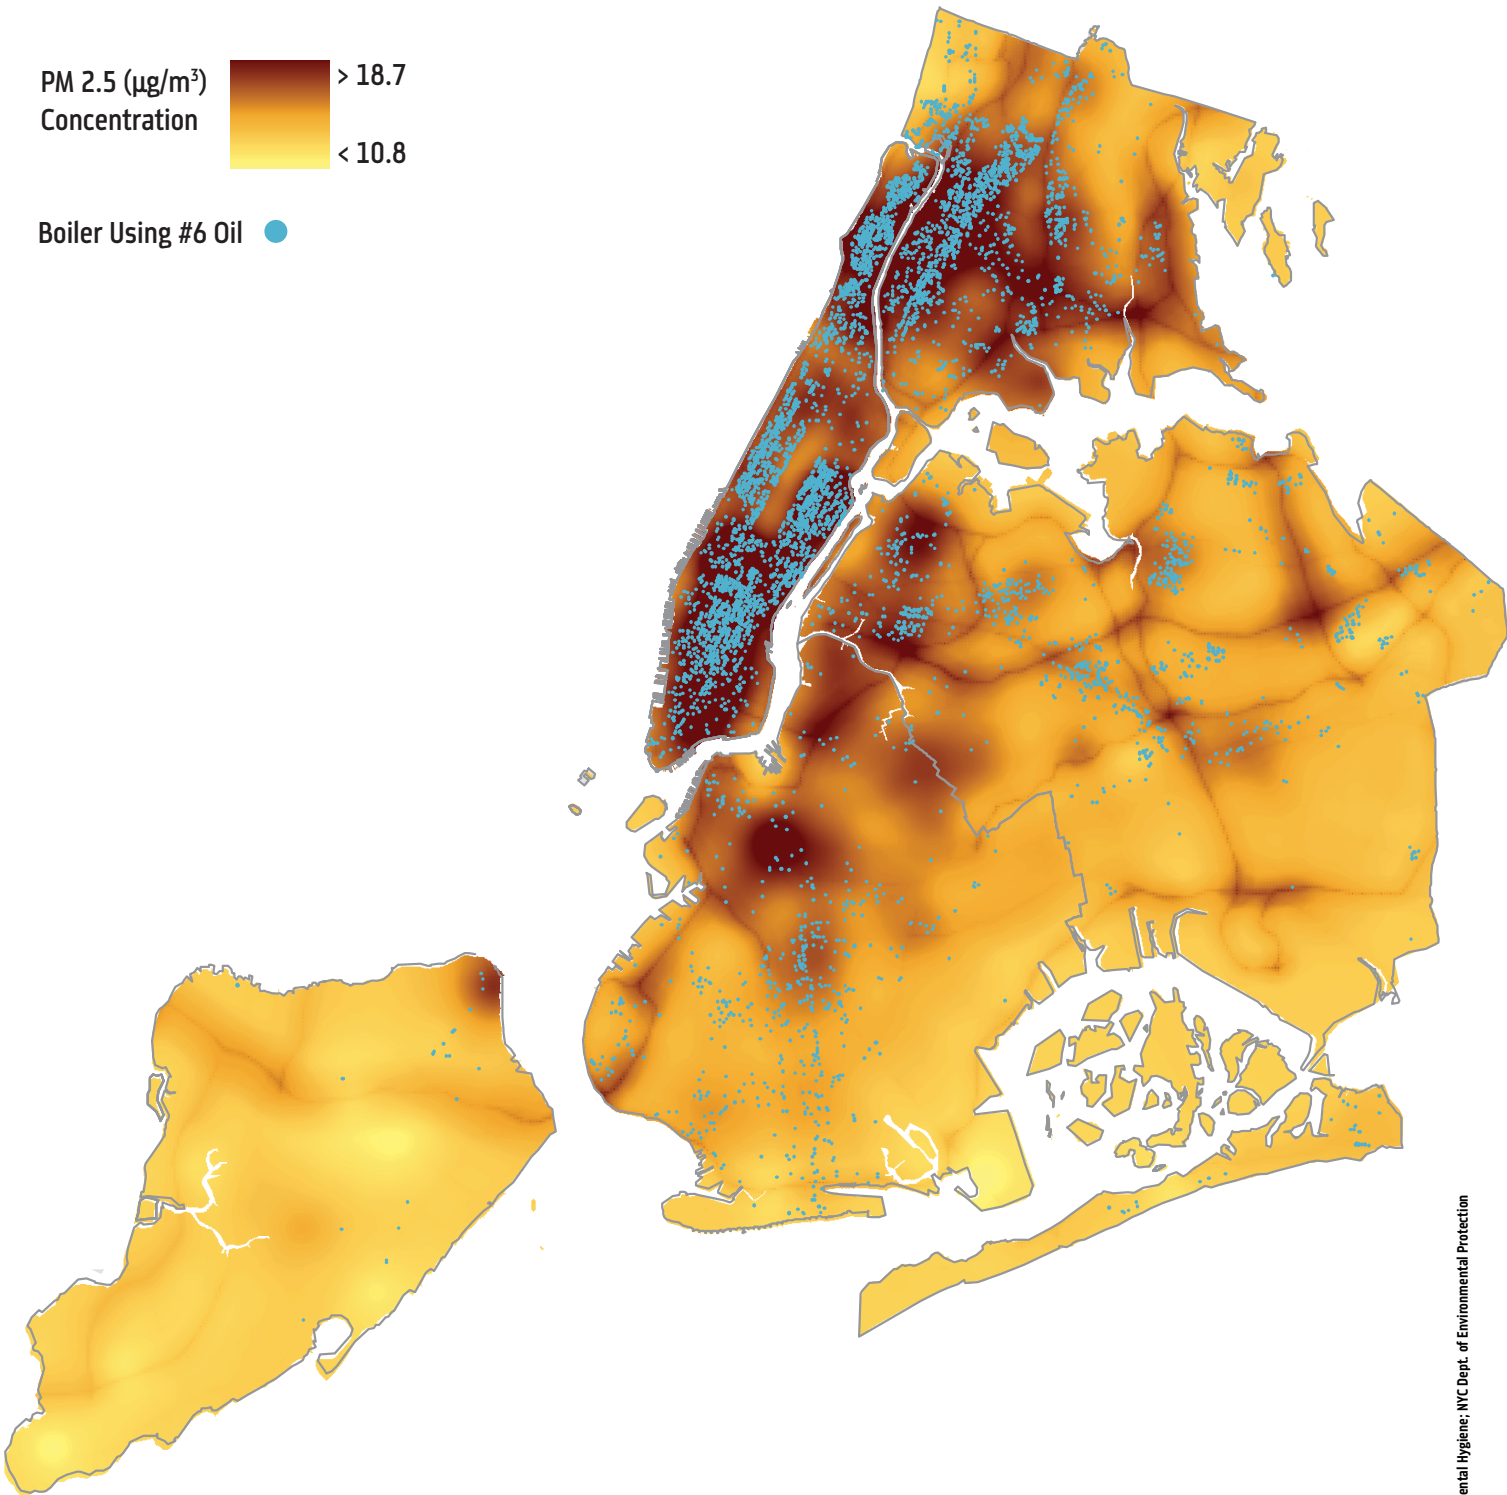 PM 2.5 (µg/m³)
Concentration
> 18.7
< 10.8
Boiler Using #6 Oil
ental Hygiene; NYC Dept. of Environmental Protection